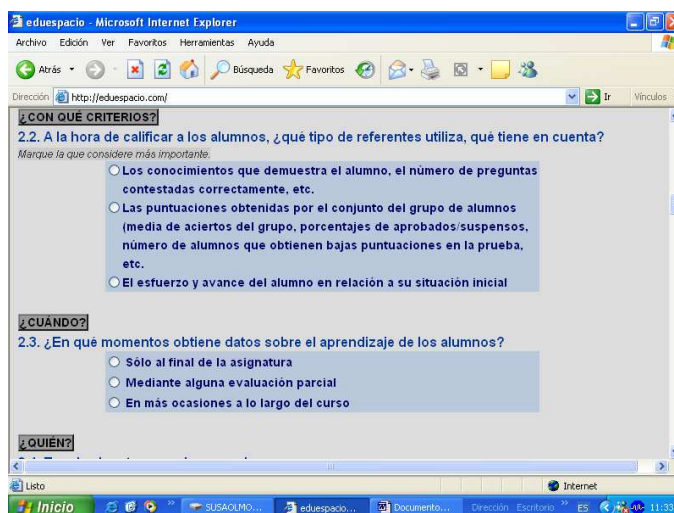 eduespacio - Microsoft Internet Explorer
Archivo Edición Ver Favoritos Herramientas Ayuda
Atrás Búsqueda Favoritos
Dirección http://eduespacio.com/ Ir Vínculos
¿CON QUÉ CRITERIOS?
2.2. A la hora de calificar a los alumnos, ¿qué tipo de referentes utiliza, qué tiene en cuenta?
Marque la que considere más importante.
Los conocimientos que demuestra el alumno, el número de preguntas
contestadas correctamente, etc.
Las puntuaciones obtenidas por el conjunto del grupo de alumnos
(media de aciertos del grupo, porcentajes de aprobados/suspensos,
número de alumnos que obtienen bajas puntuaciones en la prueba,
etc.
El esfuerzo y avance del alumno en relación a su situación inicial
¿CUÁNDO?
2.3. ¿En qué momentos obtiene datos sobre el aprendizaje de los alumnos?
Sólo al final de la asignatura
Mediante alguna evaluación parcial
En más ocasiones a lo largo del curso
¿QUIÉN?
Listo Internet
Inicio SUSAOLMO... eduespacio... Documento... Dirección Escritorio ES 11:33